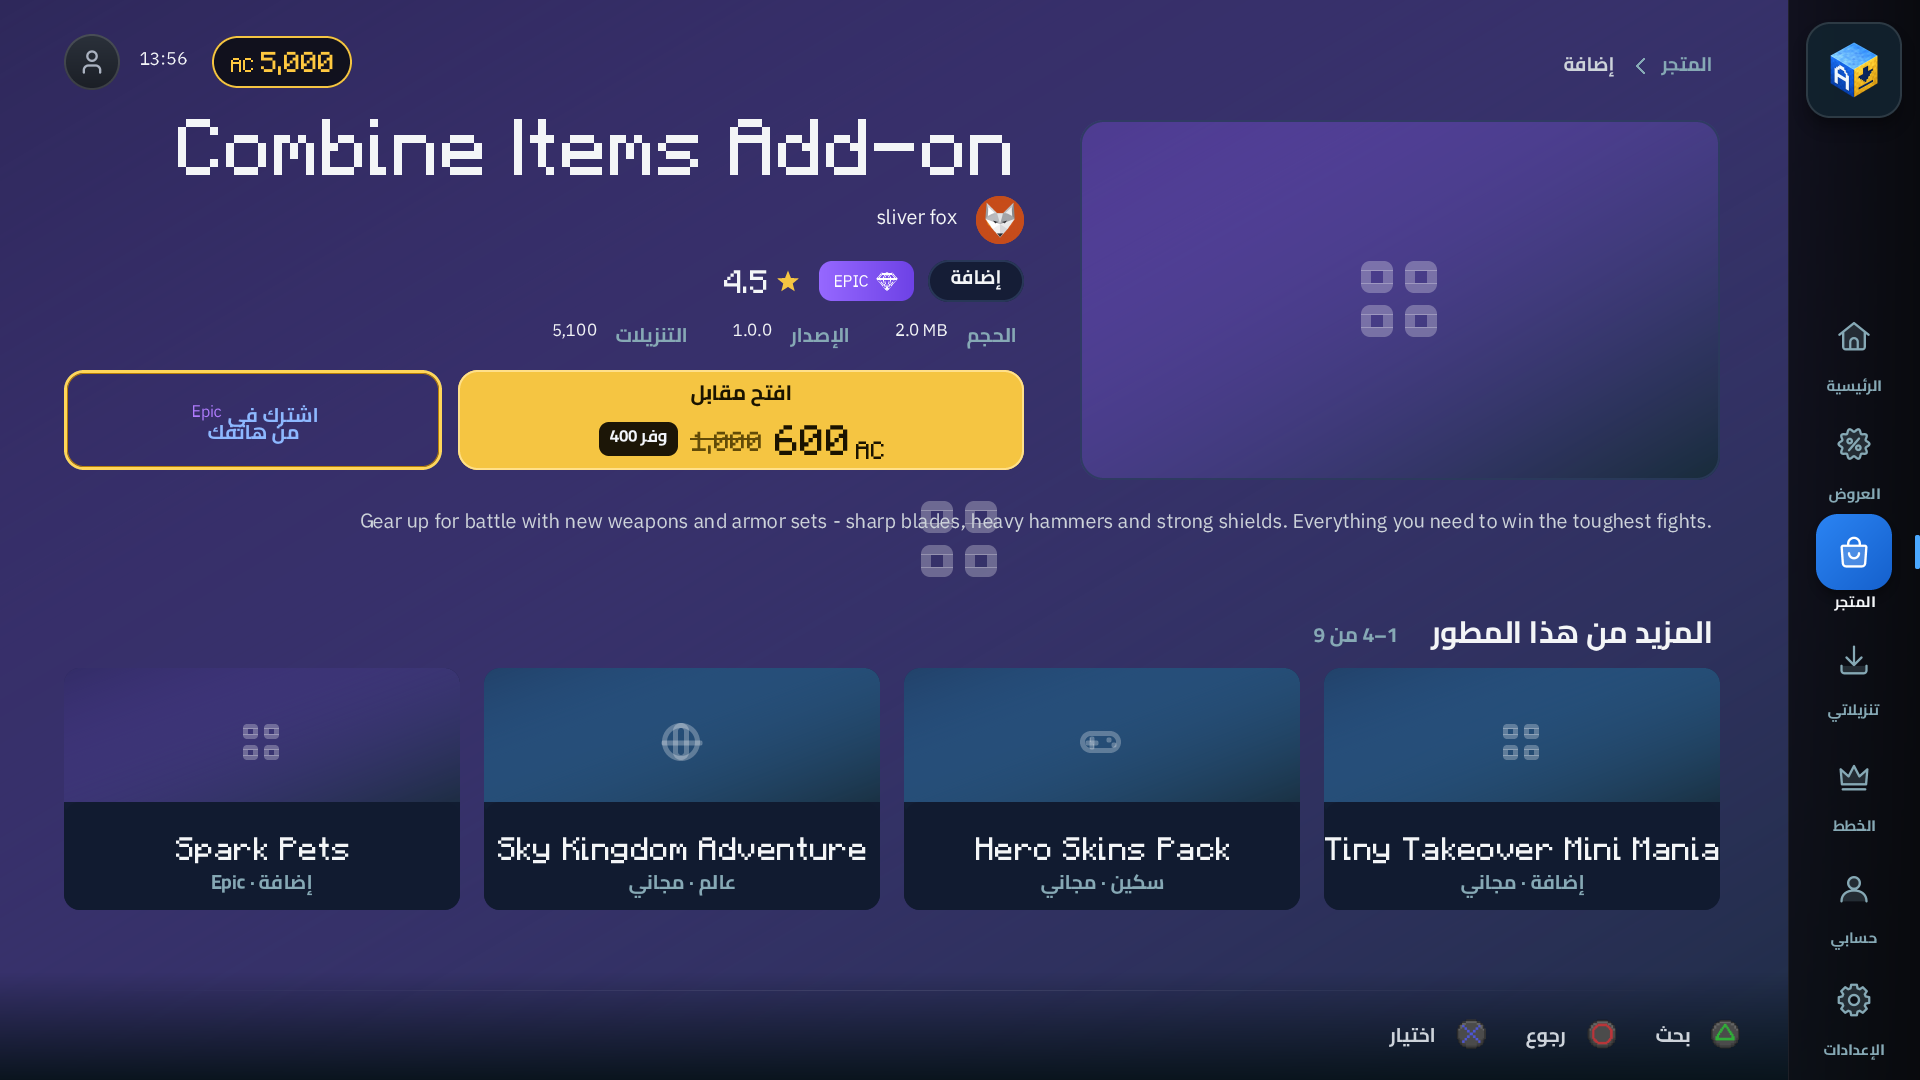 المتجر > إضافة
AC 5,000
13:56
Combine Items Add-on
sliver fox
إضافة
EPIC
4.5
الحجم 2.0 MB الإصدار 1.0.0 التنزيلات 5,100
افتح مقابل
600 AC 1,000 وفر 400
اشترك في Epic
من هاتفك
Gear up for battle with new weapons and armor sets - sharp blades, heavy hammers and strong shields. Everything you need to win the toughest fights.
المزيد من هذا المطور
1–4 من 9
Tiny Takeover Mini Mania
إضافة · مجاني
Hero Skins Pack
سكين · مجاني
Sky Kingdom Adventure
عالم · مجاني
Spark Pets
إضافة · Epic
بحث
رجوع
اختيار
الرئيسية
العروض
المتجر
تنزيلاتي
الخطط
حسابي
الإعدادات